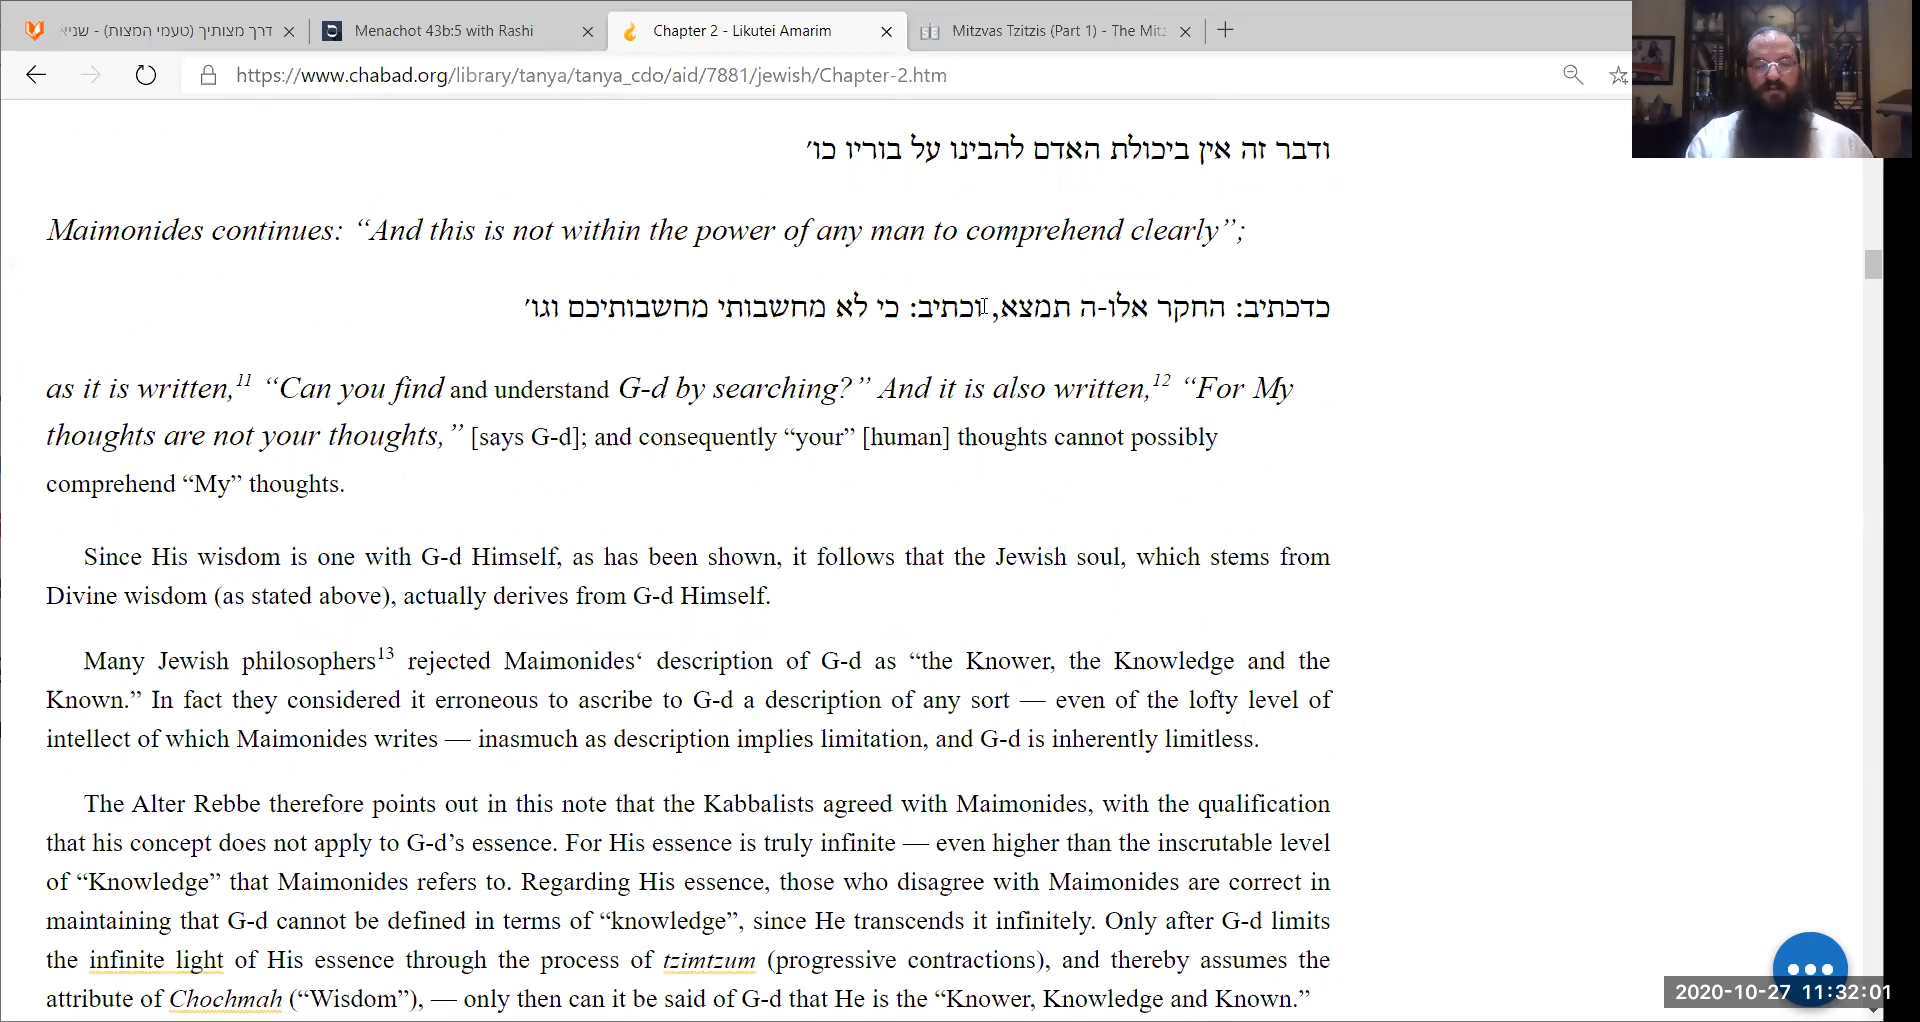 דרך מצותיך (טעמי המצות) - שניא
Menachot 43b:5 with Rashi
Chapter 2 - Likutei Amarim
Mitzvas Tzitzis (Part 1) - The Mitz
https://www.chabad.org/library/tanya/tanya_cdo/aid/7881/jewish/Chapter-2.htm
ודבר זה אין ביכולת האדם להבינו על בוריו כו׳
Maimonides continues: “And this is not within the power of any man to comprehend clearly”;
כדכתיב: החקר אלו-ה תמצא, וכתיב: כי לא מחשבותי מחשבותיכם וגו׳
as it is written,11 “Can you find and understand G-d by searching?” And it is also written,12 “For My
thoughts are not your thoughts,” [says G-d]; and consequently “your” [human] thoughts cannot possibly
comprehend “My” thoughts.
Since His wisdom is one with G-d Himself, as has been shown, it follows that the Jewish soul, which stems from
Divine wisdom (as stated above), actually derives from G-d Himself.
Many Jewish philosophers13 rejected Maimonides‘ description of G-d as “the Knower, the Knowledge and the
Known.” In fact they considered it erroneous to ascribe to G-d a description of any sort — even of the lofty level of
intellect of which Maimonides writes — inasmuch as description implies limitation, and G-d is inherently limitless.
The Alter Rebbe therefore points out in this note that the Kabbalists agreed with Maimonides, with the qualification
that his concept does not apply to G-d’s essence. For His essence is truly infinite — even higher than the inscrutable level
of “Knowledge” that Maimonides refers to. Regarding His essence, those who disagree with Maimonides are correct in
maintaining that G-d cannot be defined in terms of “knowledge”, since He transcends it infinitely. Only after G-d limits
the infinite light of His essence through the process of tzimtzum (progressive contractions), and thereby assumes the
attribute of Chochmah (“Wisdom”), — only then can it be said of G-d that He is the “Knower, Knowledge and Known.”
2020-10-27 11:32:01